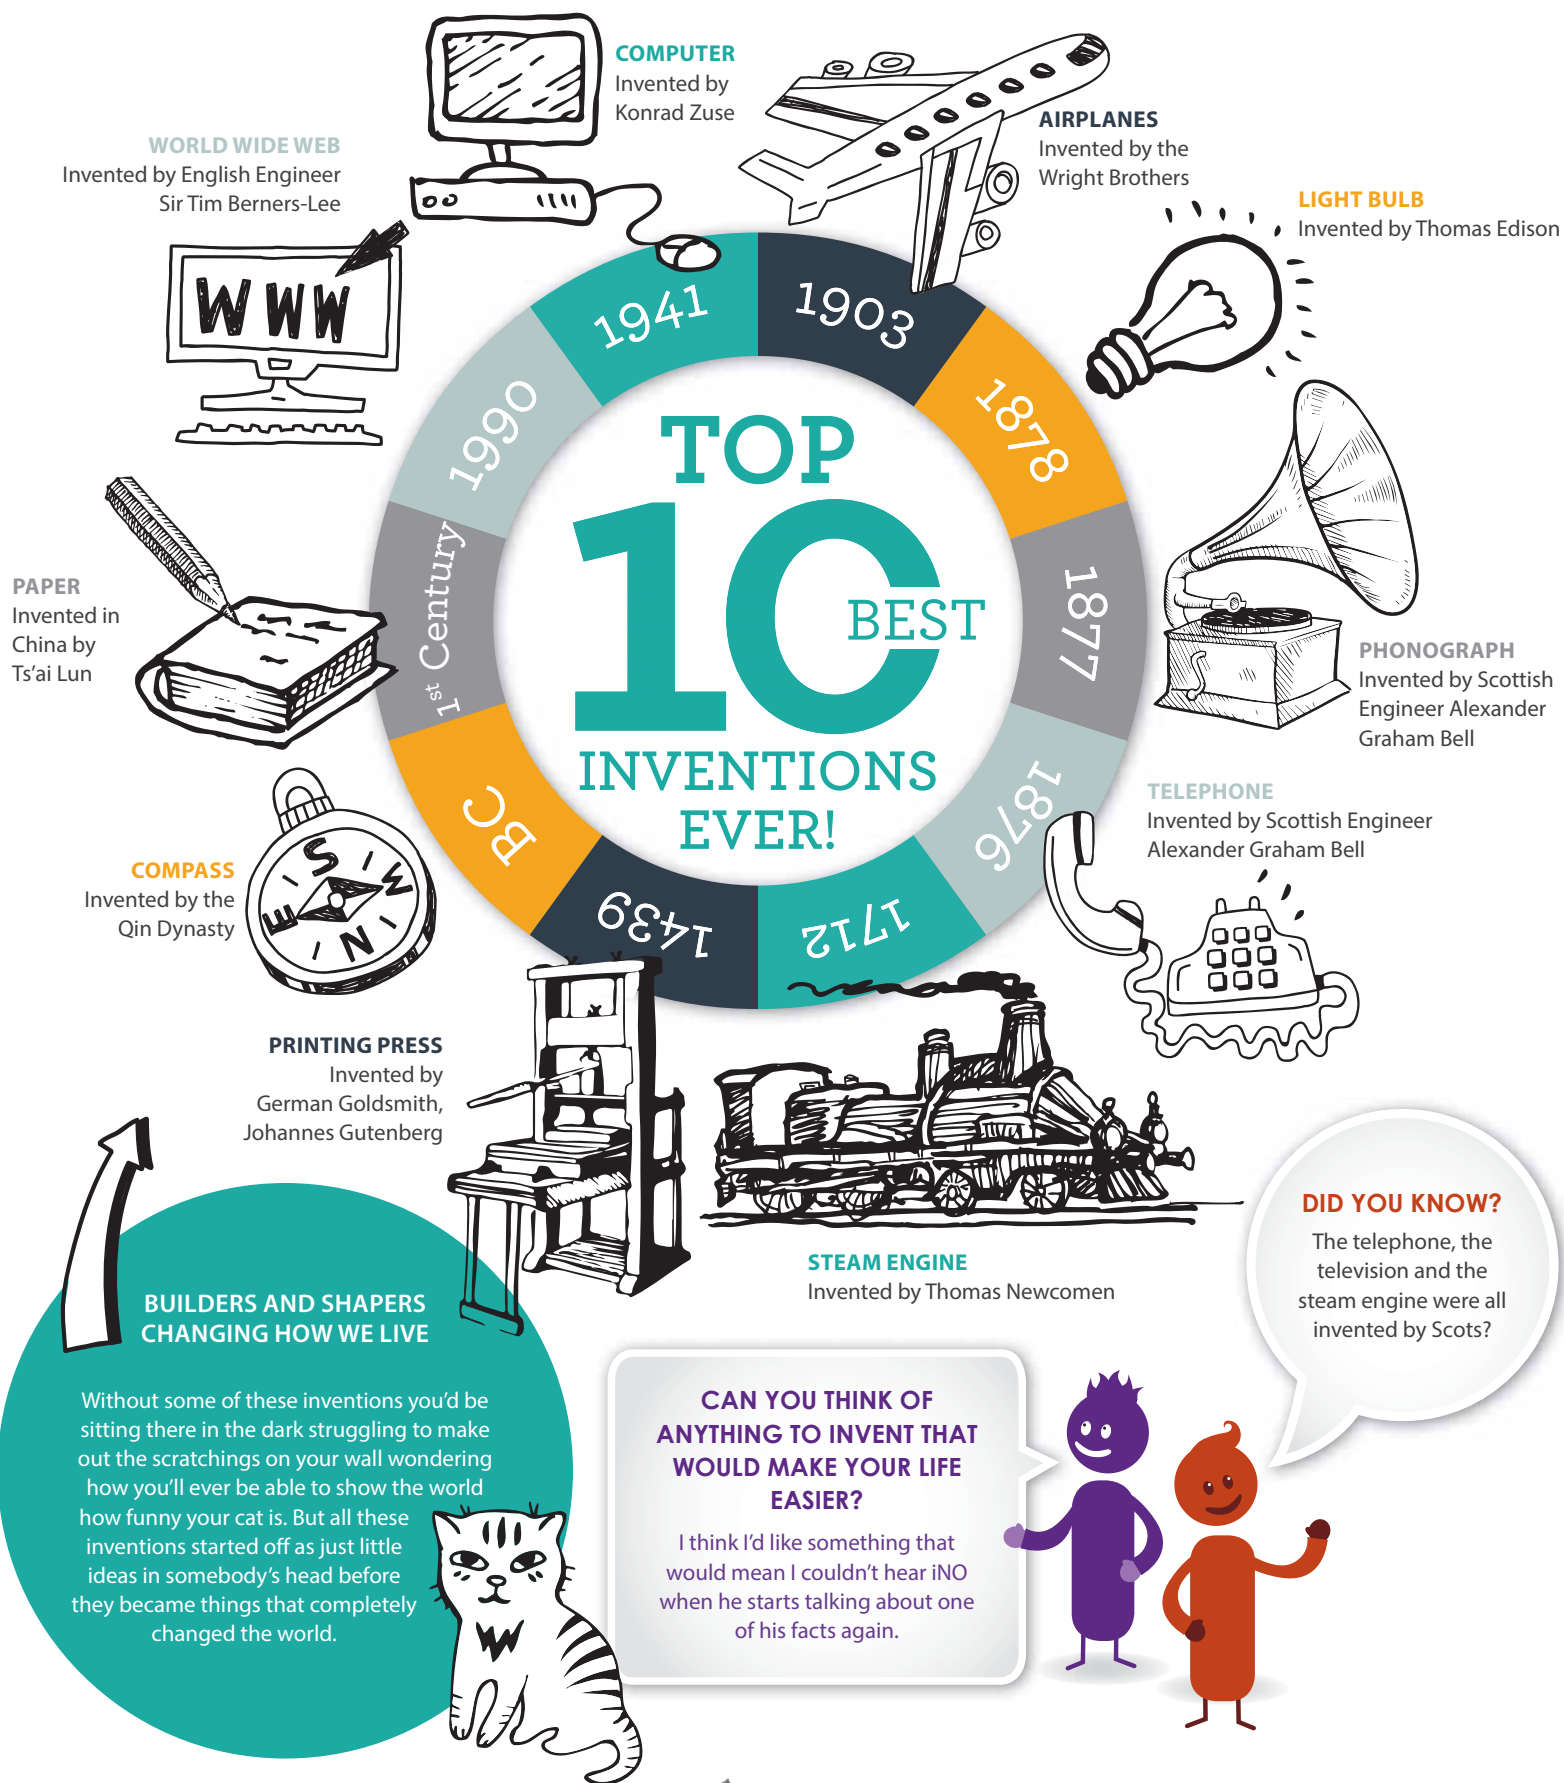 COMPUTER
Invented by
Konrad Zuse
AIRPLANES
Invented by the
Wright Brothers
WORLD WIDE WEB
Invented by English Engineer
Sir Tim Berners-Lee
LIGHT BULB
Invented by Thomas Edison
WWW
1941
1903
1990
1878
1st Century
1877
BC
1876
1439
1712
TOP
10
BEST
INVENTIONS
EVER!
PAPER
Invented in
China by
Ts’ai Lun
PHONOGRAPH
Invented by Scottish
Engineer Alexander
Graham Bell
TELEPHONE
Invented by Scottish Engineer
Alexander Graham Bell
COMPASS
Invented by the
Qin Dynasty
S
W
E
N
PRINTING PRESS
Invented by
German Goldsmith,
Johannes Gutenberg
STEAM ENGINE
Invented by Thomas Newcomen
DID YOU KNOW?
The telephone, the
television and the
steam engine were all
invented by Scots?
BUILDERS AND SHAPERS
CHANGING HOW WE LIVE
Without some of these inventions you’d be
sitting there in the dark struggling to make
out the scratchings on your wall wondering
how you’ll ever be able to show the world
how funny your cat is. But all these
inventions started off as just little
ideas in somebody’s head before
they became things that completely
changed the world.
CAN YOU THINK OF
ANYTHING TO INVENT THAT
WOULD MAKE YOUR LIFE
EASIER?
I think I’d like something that
would mean I couldn’t hear iNO
when he starts talking about one
of his facts again.